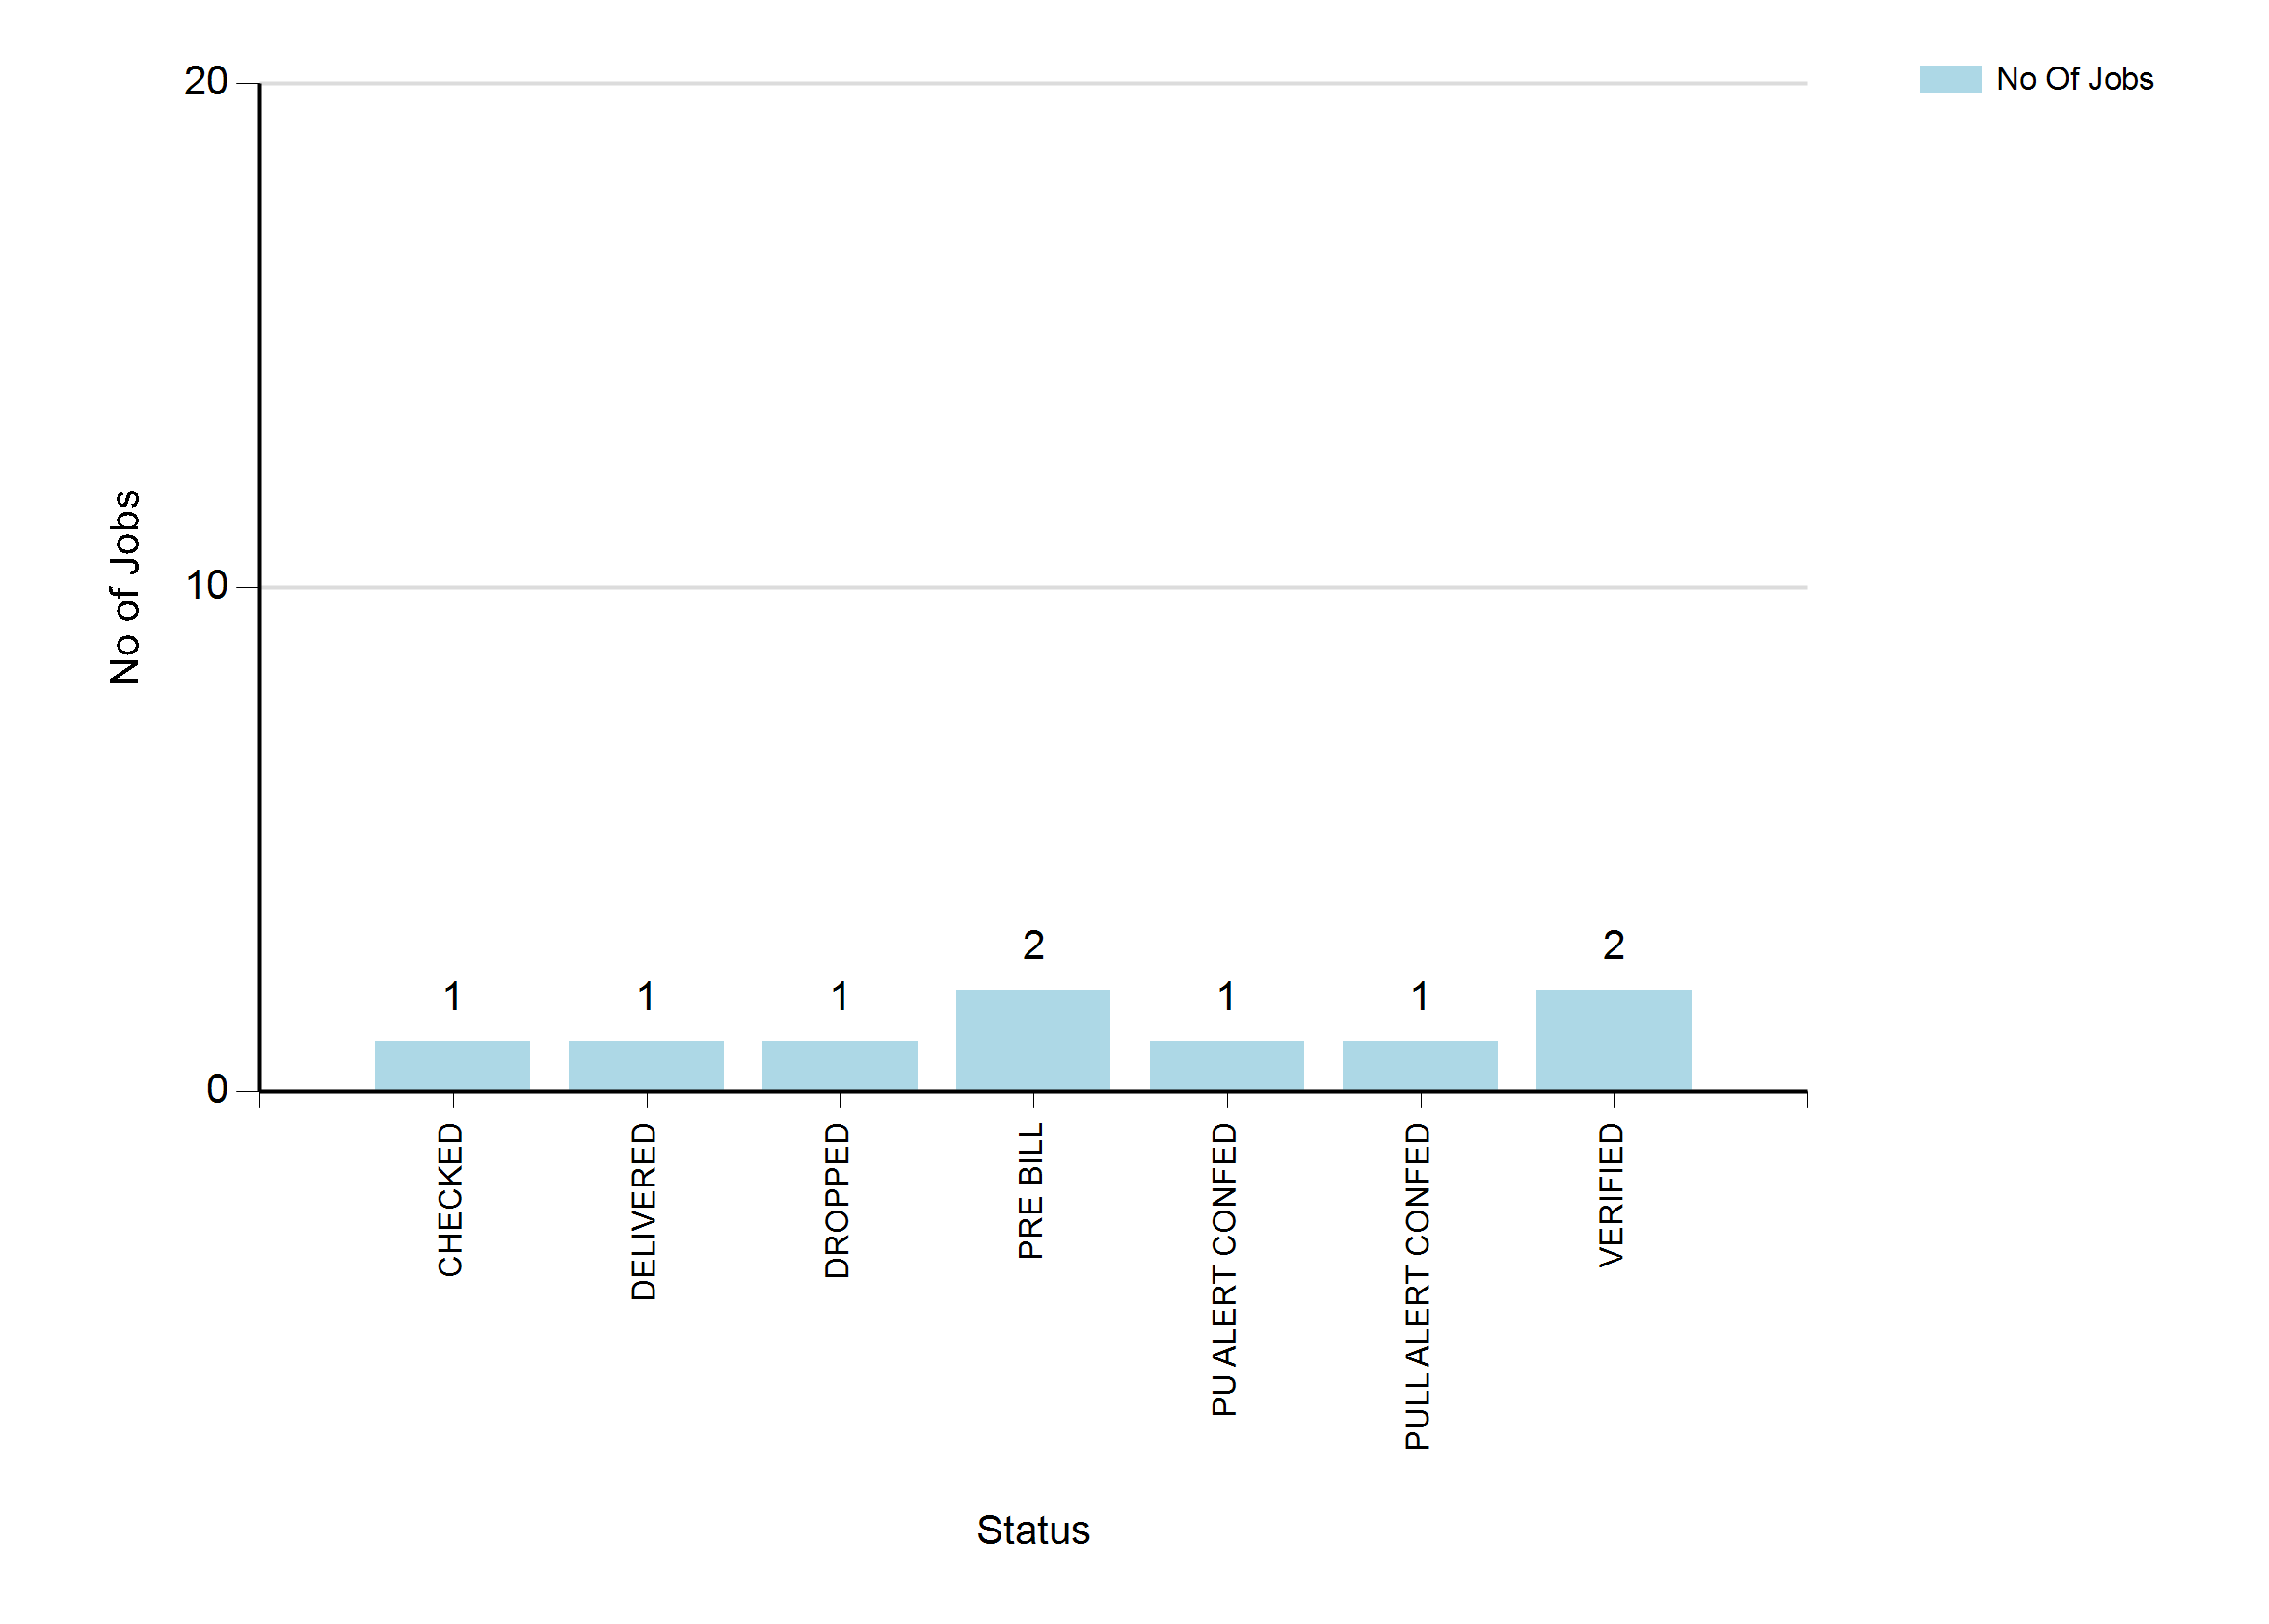 20
No Of Jobs
10
No of Jobs
2
2
1
1
1
1
1
0
CHECKED
DELIVERED
DROPPED
PRE BILL
PU ALERT CONFED
PULL ALERT CONFED
VERIFIED
Status